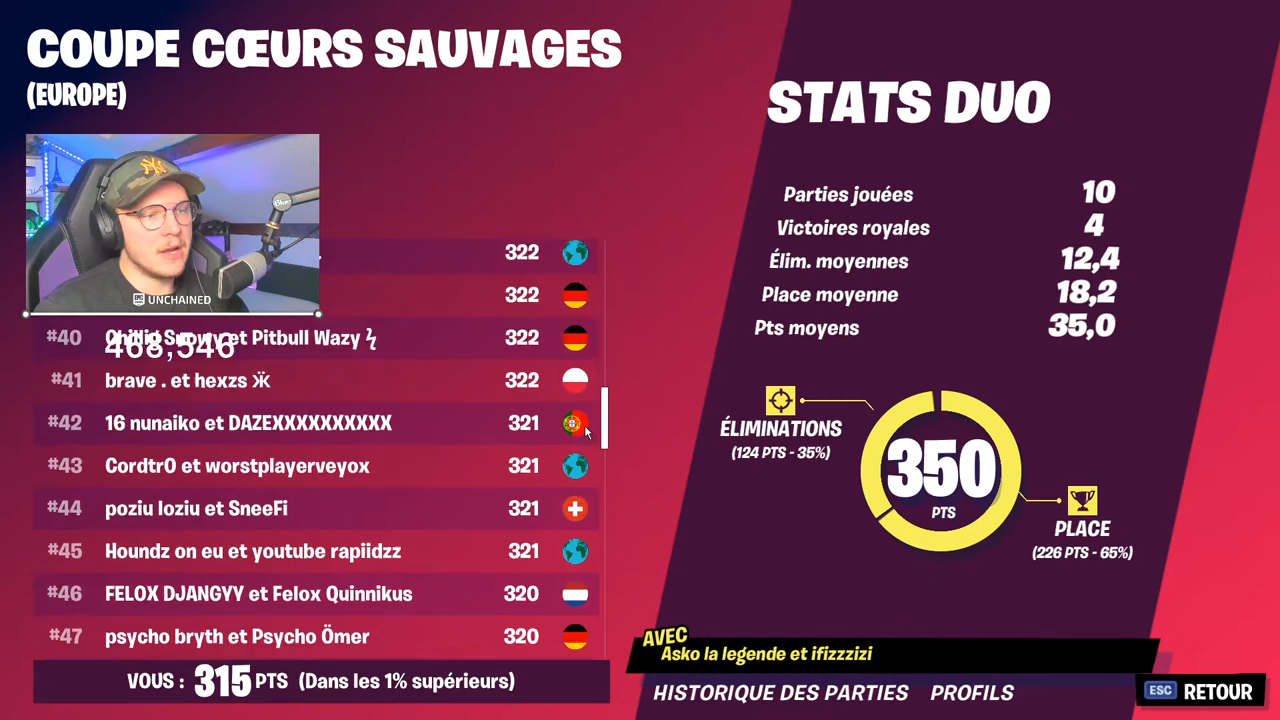 COUPE CŒURS SAUVAGES
(EUROPE)
UNCHAINED
322
322
#40 et Pitbull Wazy 322
468,546
#41 brave . et hexzs Ӝ 322
#42 16 nunaiko et DAZEXXXXXXXXXX 321
#43 Cordtr0 et worstplayerveyox 321
#44 poziu loziu et SneeFi 321
#45 Houndz on eu et youtube rapiidzz 321
#46 FELOX DJANGYY et Felox Quinnikus 320
#47 psycho bryth et Psycho Ömer 320
VOUS : 315 PTS (Dans les 1% supérieurs)
STATS DUO
Parties jouées 10
Victoires royales 4
Élim. moyennes 12,4
Place moyenne 18,2
Pts moyens 35,0
ÉLIMINATIONS
(124 PTS - 35%)
350
PTS
PLACE
(226 PTS - 65%)
AVEC
Asko la legende et ifizzzizi
HISTORIQUE DES PARTIES PROFILS
ESC RETOUR